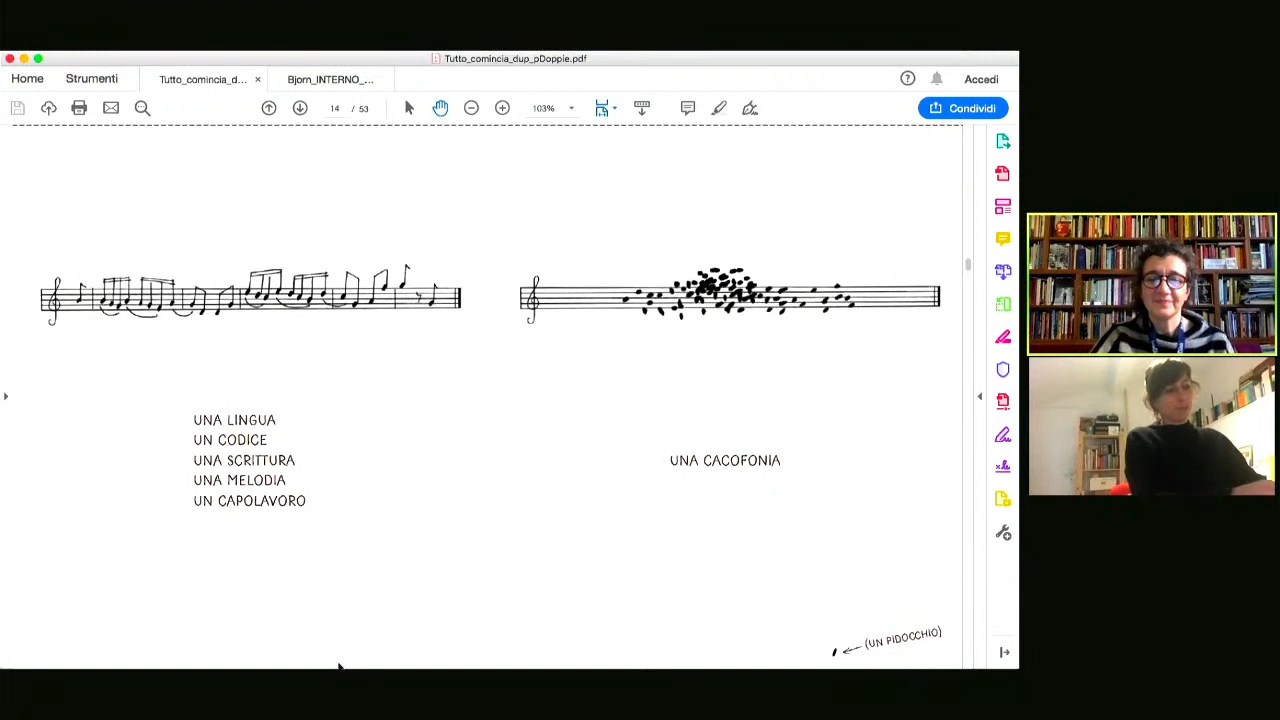 Tutto_comincia_dup_pDoppie.pdf
Home
Strumenti
Tutto_comincia_d...
Bjorn_INTERNO_...
Accedi
14 / 53
103%
Condividi
UNA LINGUA
UN CODICE
UNA SCRITTURA
UNA MELODIA
UN CAPOLAVORO
UNA CACOFONIA
(UN PIDOCCHIO)